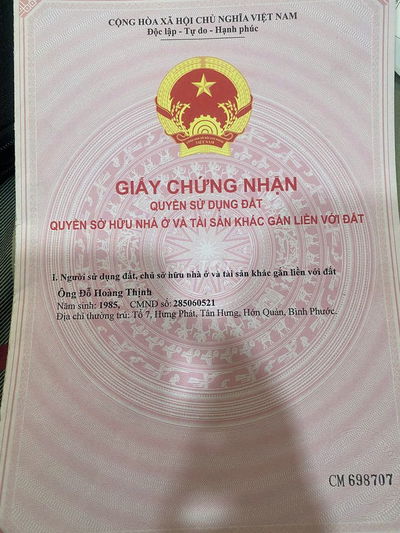 CỘNG HÒA XÃ HỘI CHỦ NGHĨA VIỆT NAM
Độc lập - Tự do - Hạnh phúc
VIỆT NAM
GIẤY CHỨNG NHẬN
QUYỀN SỬ DỤNG ĐẤT
QUYỀN SỞ HỮU NHÀ Ở VÀ TÀI SẢN KHÁC GẮN LIỀN VỚI ĐẤT
I. Người sử dụng đất, chủ sở hữu nhà ở và tài sản khác gắn liền với đất
Ông Đỗ Hoàng Thịnh
Năm sinh: 1985, CMND số: 285060521
Địa chỉ thường trú: Tổ 7, Hưng Phát, Tân Hưng, Hớn Quản, Bình Phước.
CM 698707